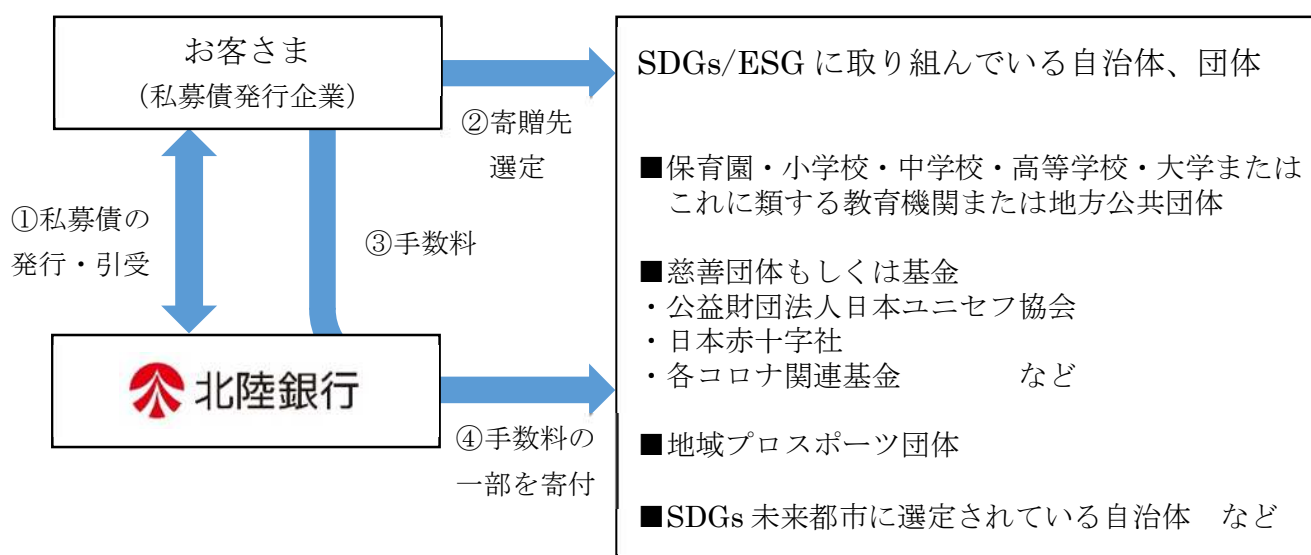 お客さま
（私募債発行企業）
②寄贈先
選定
①私募債の
発行・引受
③手数料
北陸銀行
④手数料の
一部を寄付
SDGs/ESG に取り組んでいる自治体、団体
■保育園・小学校・中学校・高等学校・大学または
これに類する教育機関または地方公共団体
■慈善団体もしくは基金
・公益財団法人日本ユニセフ協会
・日本赤十字社
・各コロナ関連基金　　　　など
■地域プロスポーツ団体
■SDGs 未来都市に選定されている自治体　など